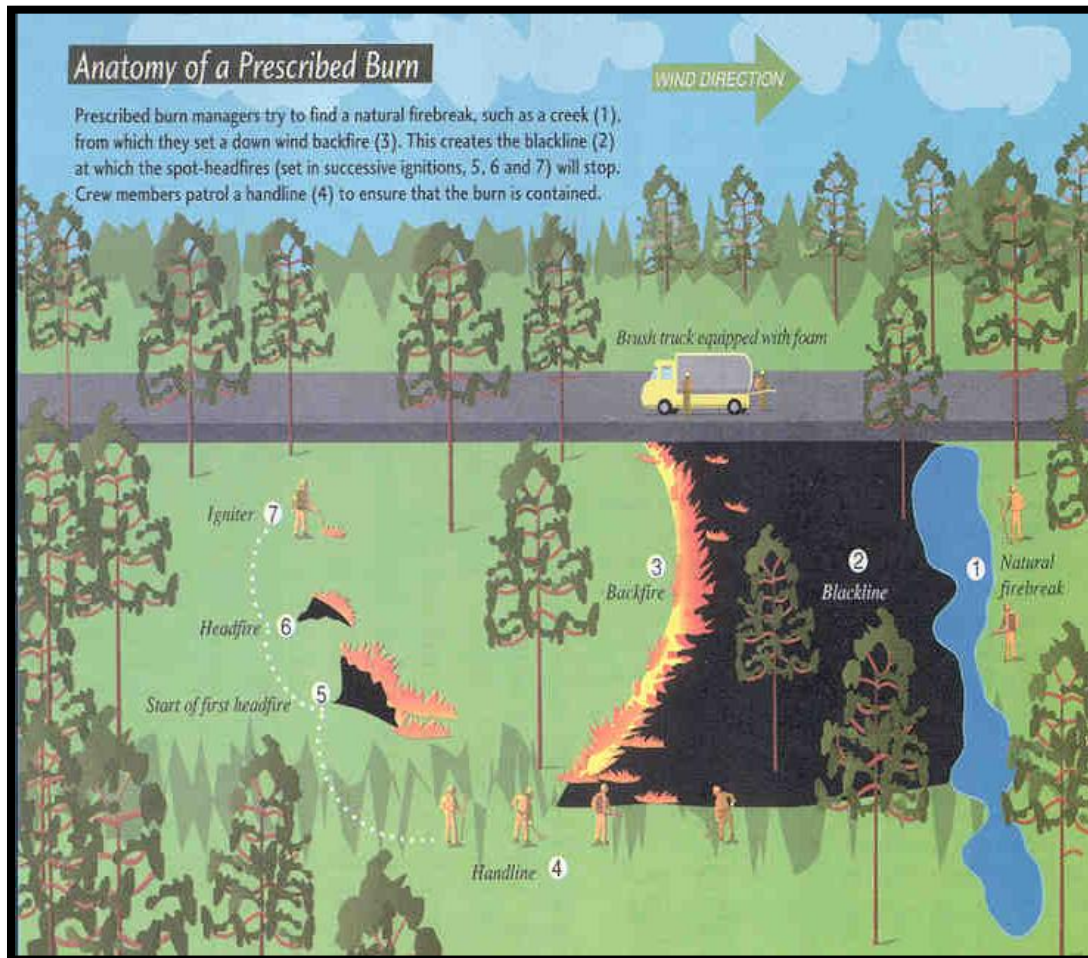 Anatomy of a Prescribed Burn
WIND DIRECTION
Prescribed burn managers try to find a natural firebreak, such as a creek (1),
from which they set a down wind backfire (3). This creates the blackline (2)
at which the spot-headfires (set in successive ignitions, 5, 6 and 7) will stop.
Crew members patrol a handline (4) to ensure that the burn is contained.
Brush truck equipped with foam
Igniter 7
3
Backfire
2
Blackline
1 Natural
firebreak
Headfire 6
Start of first headfire 5
Handline 4